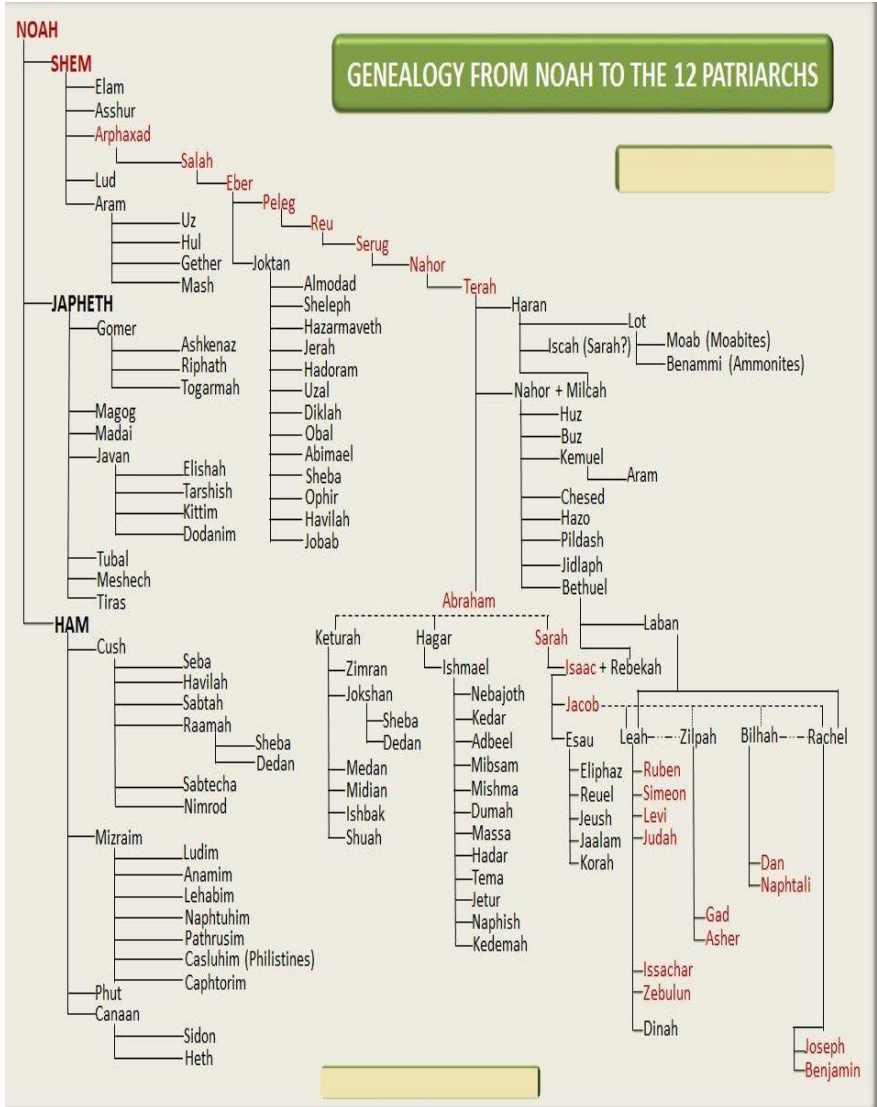 NOAH
SHEM
GENEALOGY FROM NOAH TO THE 12 PATRIARCHS
Elam
Asshur
Arphaxad
Salah
Eber
Lud
Aram
Peleg
Uz
Reu
Hul
Serug
Gether
Joktan
Nahor
Mash
Almodad
Terah
JAPHETH
Sheleph
Haran
Gomer
Hazarmaveth
Lot
Ashkenaz
Jerah
Iscah (Sarah?)
Moab (Moabites)
Riphath
Hadoram
Benammi (Ammonites)
Togarmah
Uzal
Nahor + Milcah
Magog
Diklah
Huz
Madai
Obal
Buz
Javan
Abimael
Kemuel
Elishah
Sheba
Aram
Tarshish
Ophir
Chesed
Kittim
Havilah
Hazo
Dodanim
Jobab
Pildash
Tubal
Jidlaph
Meshech
Bethuel
Tiras
Abraham
HAM
Laban
Cush
Keturah
Hagar
Sarah
Seba
Zimran
Ishmael
Isaac + Rebekah
Havilah
Jokshan
Nebajoth
Sabtah
Sheba
Kedar
Jacob
Raamah
Dedan
Adbeel
Esau
Leah
Zilpah
Bilhah
Rachel
Sheba
Dedan
Medan
Mibsam
Eliphaz
Ruben
Sabtecha
Midian
Mishma
Reuel
Simeon
Nimrod
Ishbak
Dumah
Jeush
Levi
Mizraim
Shuah
Massa
Jaalam
Judah
Ludim
Hadar
Korah
Dan
Anamim
Tema
Naphtali
Lehabim
Jetur
Naphtuhim
Naphish
Gad
Pathrusim
Kedemah
Asher
Casluhim (Philistines)
Caphtorim
Issachar
Phut
Zebulun
Canaan
Sidon
Dinah
Heth
Joseph
Benjamin